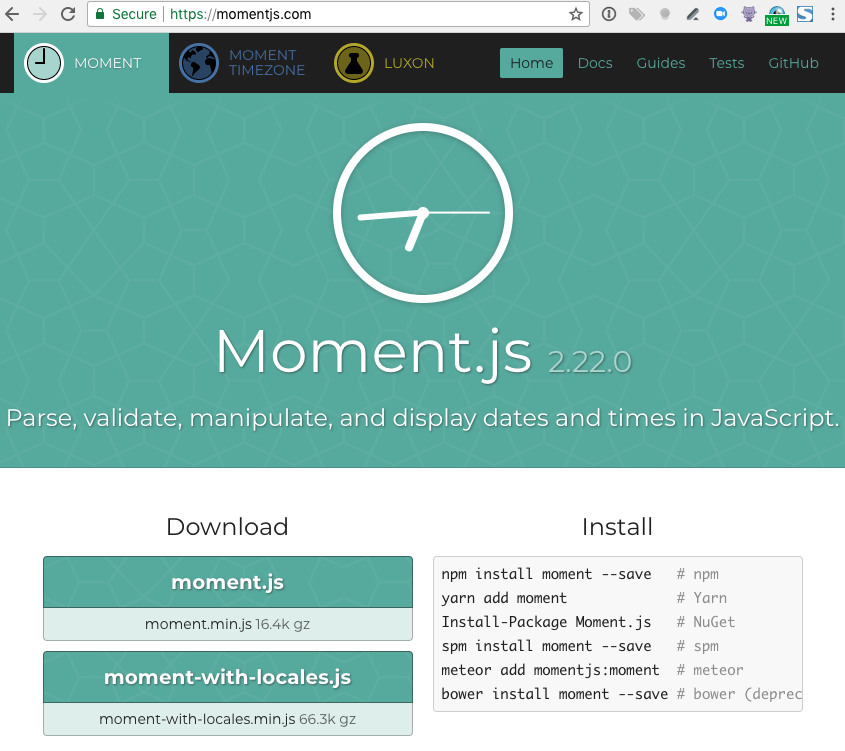 Secure | https://momentjs.com
NEW
MOMENT
MOMENT
TIMEZONE
LUXON
Home Docs Guides Tests GitHub
Moment.js 2.22.0
Parse, validate, manipulate, and display dates and times in JavaScript.
Download
moment.js
moment.min.js 16.4k gz
moment-with-locales.js
moment-with-locales.min.js 66.3k gz
Install
npm install moment --save # npm
yarn add moment # Yarn
Install-Package Moment.js # NuGet
spm install moment --save # spm
meteor add momentjs:moment # meteor
bower install moment --save # bower (deprec